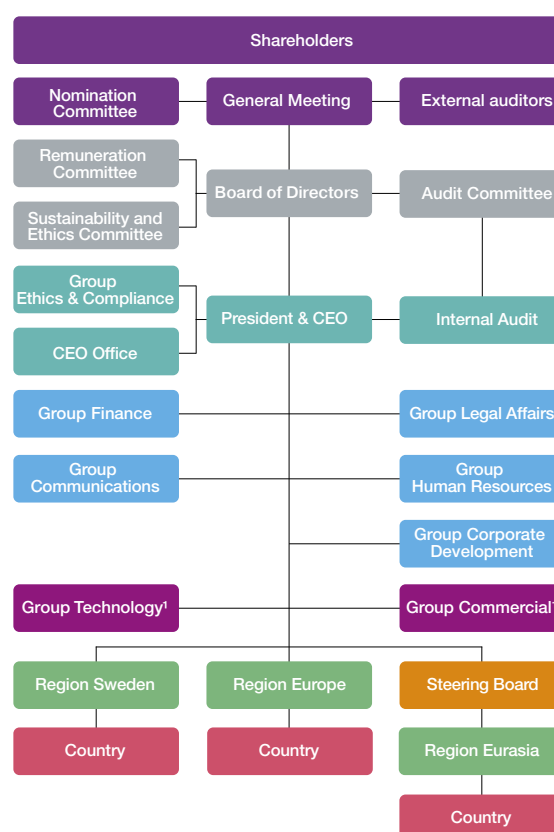 Shareholders
Nomination
Committee
General Meeting
External auditors
Remuneration
Committee
Board of Directors
Audit Committee
Sustainability and
Ethics Committee
Group
Ethics & Compliance
President & CEO
Internal Audit
CEO Office
Group Finance
Group Legal Affairs
Group
Communications
Group
Human Resources
Group Corporate
Development
Group Technology¹
Group Commercial¹
Region Sweden
Region Europe
Steering Board
Country
Country
Region Eurasia
Country